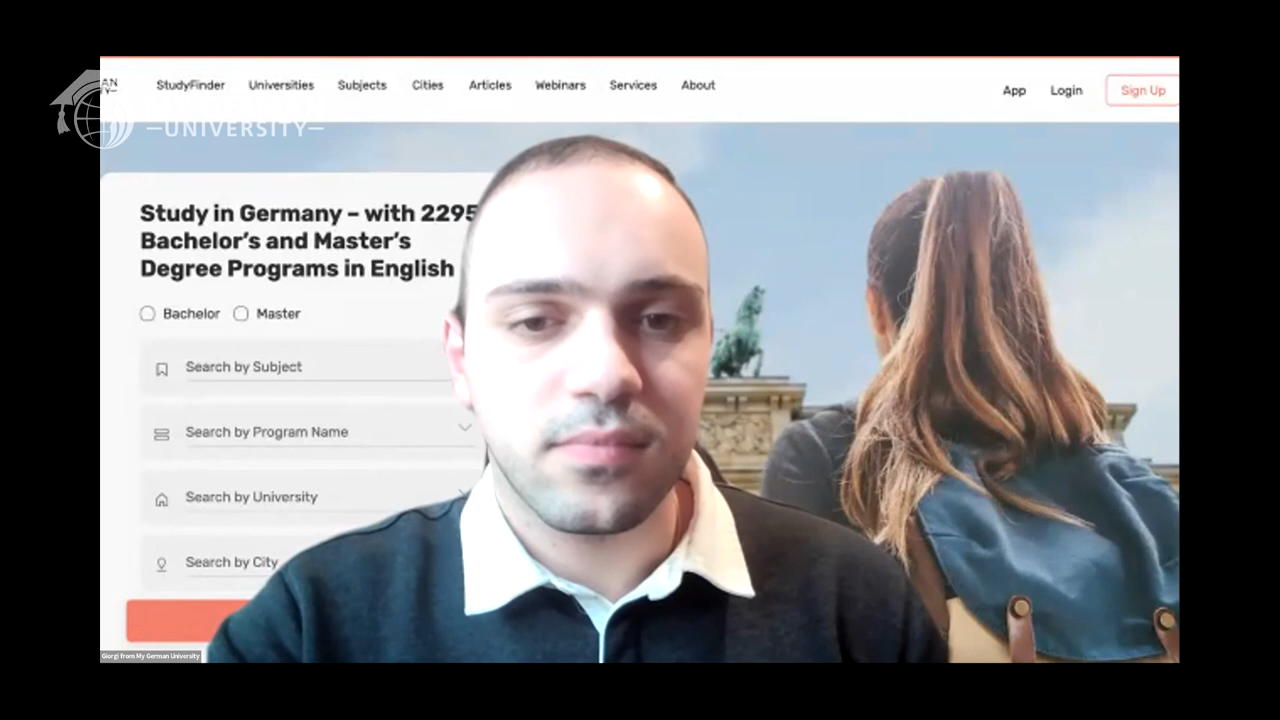 AN
StudyFinder Universities Subjects Cities Articles Webinars Services About
App Login Sign Up
—UNIVERSITY—
Study in Germany – with 2295
Bachelor's and Master's
Degree Programs in English
Bachelor Master
Search by Subject
Search by Program Name
Search by University
Search by City
Giorgi from My German University